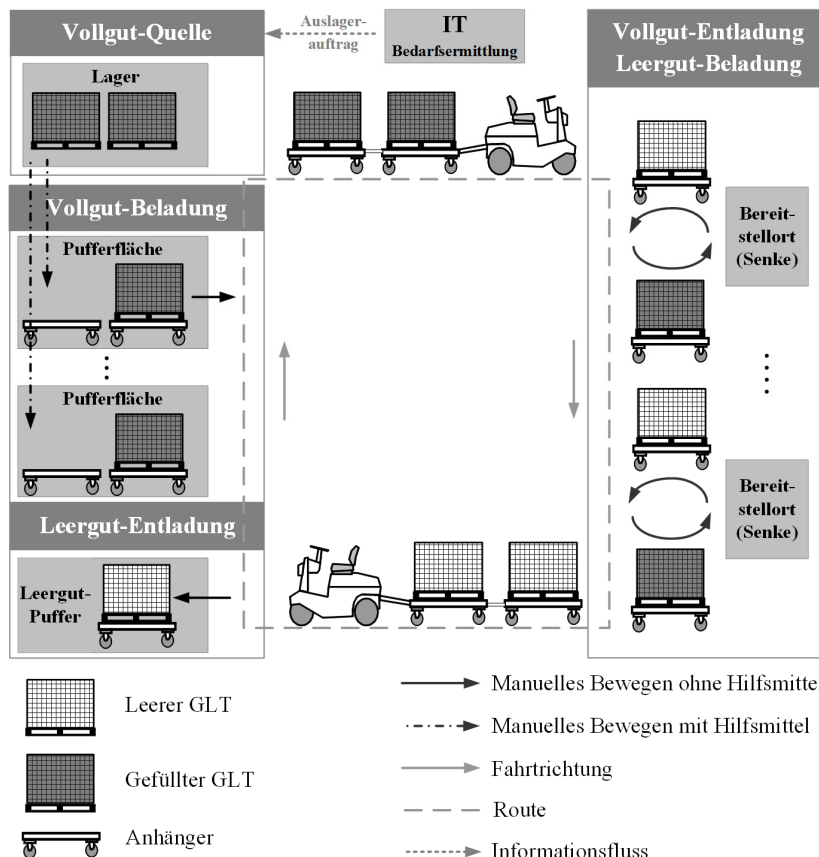 Vollgut-Quelle
Lager
Auslager-
auftrag
IT
Bedarfsermittlung
Vollgut-Entladung
Leergut-Beladung
Vollgut-Beladung
Pufferfläche
Pufferfläche
Bereit-
stellort
(Senke)
Bereit-
stellort
(Senke)
Leergut-Entladung
Leergut-
Puffer
Leerer GLT
Gefüllter GLT
Anhänger
Manuelles Bewegen ohne Hilfsmitte
Manuelles Bewegen mit Hilfsmittel
Fahrtrichtung
Route
Informationsfluss